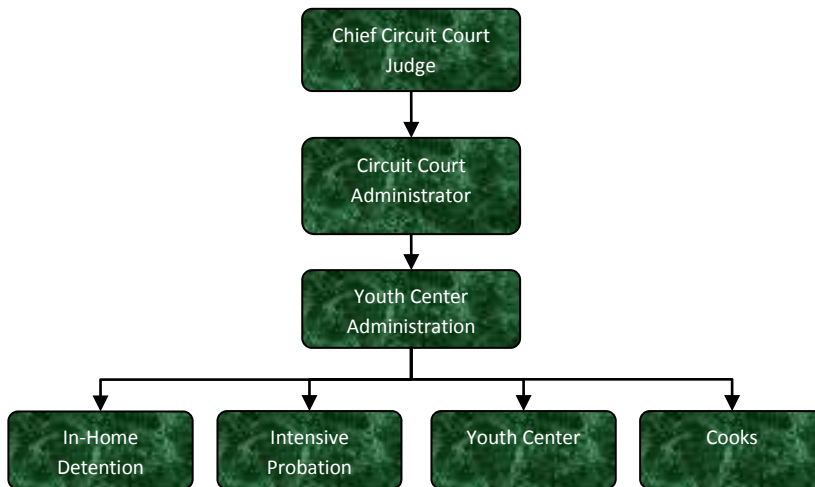 Chief Circuit Court
Judge
Circuit Court
Administrator
Youth Center
Administration
In-Home
Detention
Intensive
Probation
Youth Center
Cooks